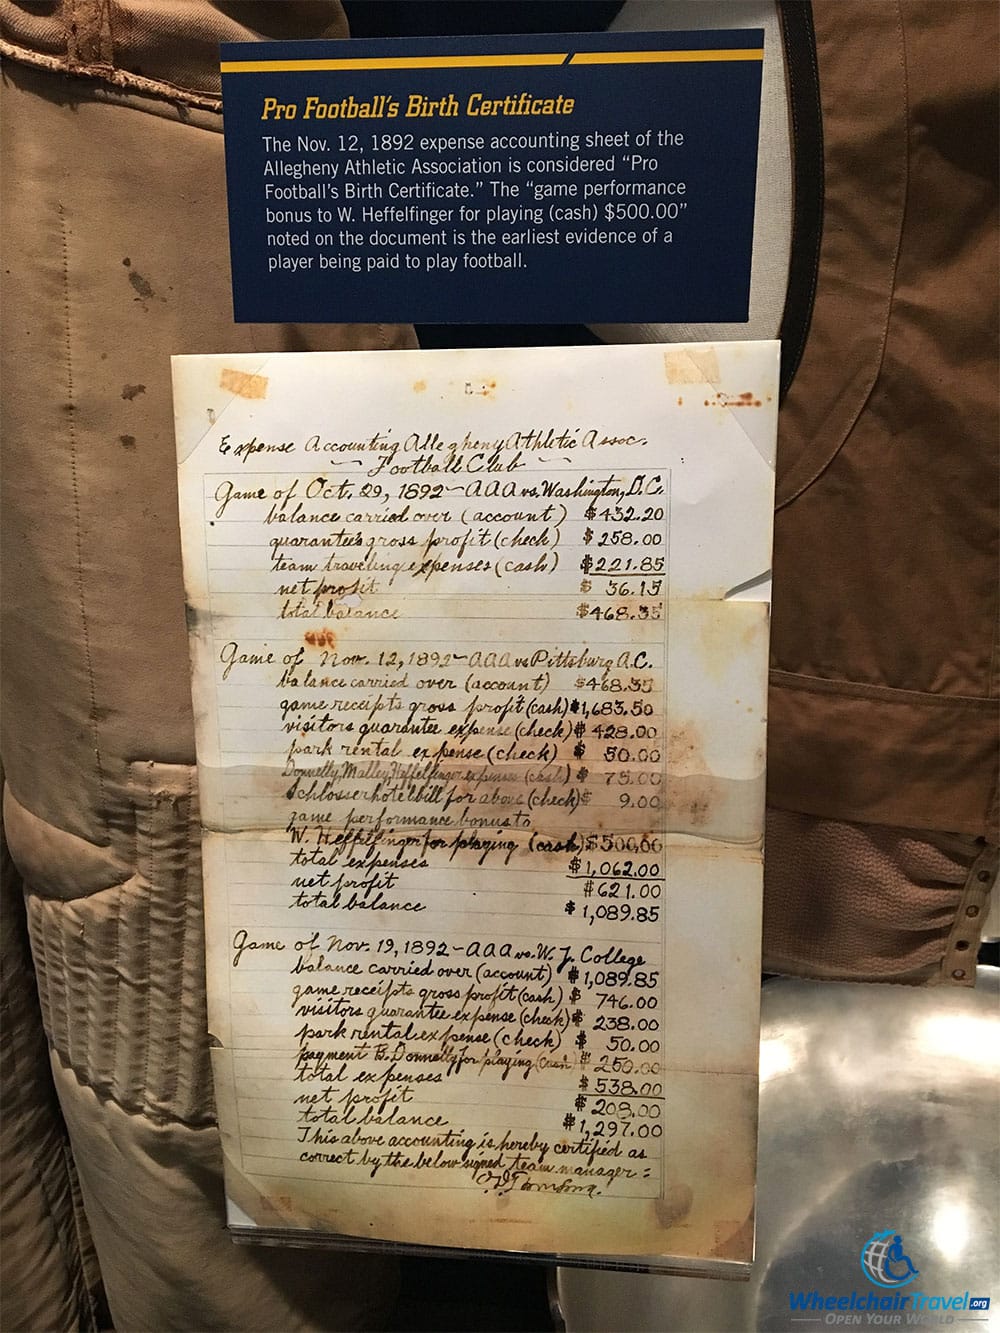 Pro Football's Birth Certificate
The Nov. 12, 1892 expense accounting sheet of the
Allegheny Athletic Association is considered “Pro
Football's Birth Certificate.” The “game performance
bonus to W. Heffelfinger for playing (cash) $500.00”
noted on the document is the earliest evidence of a
player being paid to play football.
Expense Accounting Allegheny Athletic Assoc.
Football Club
Game of Oct. 29, 1892 - AAA vs. Washington, D.C.
balance carried over (account) $432.20
guarantees gross profit (check) $ 258.00
team traveling expenses (cash) $221.85
net profit $ 36.15
total balance $468.35
Game of Nov. 12, 1892 - AAA vs Pittsburg A.C.
balance carried over (account) $468.35
game receipts gross profit (cash) $1,683.50
visitors guarantee expense (check) $ 428.00
park rental expense (check) $ 50.00
Donnelly, Malley, Heffelfinger expenses (cash) $ 75.00
Schlosser hotel bill for above (check) $ 9.00
game performance bonus to
W. Heffelfinger for playing (cash) $500.00
total expenses $1,062.00
net profit $621.00
total balance $1,089.85
Game of Nov. 19, 1892 - AAA vs. W. J. College
balance carried over (account) $1,089.85
game receipts gross profit (cash) $ 746.00
visitors guarantee expense (check) $ 238.00
park rental expense (check) $ 50.00
payment B. Donnelly for playing (cash) $ 250.00
total expenses $ 538.00
net profit $ 208.00
total balance $1,297.00
This above accounting is hereby certified as
correct by the below signed team manager:
WheelchairTravel.org
OPEN YOUR WORLD